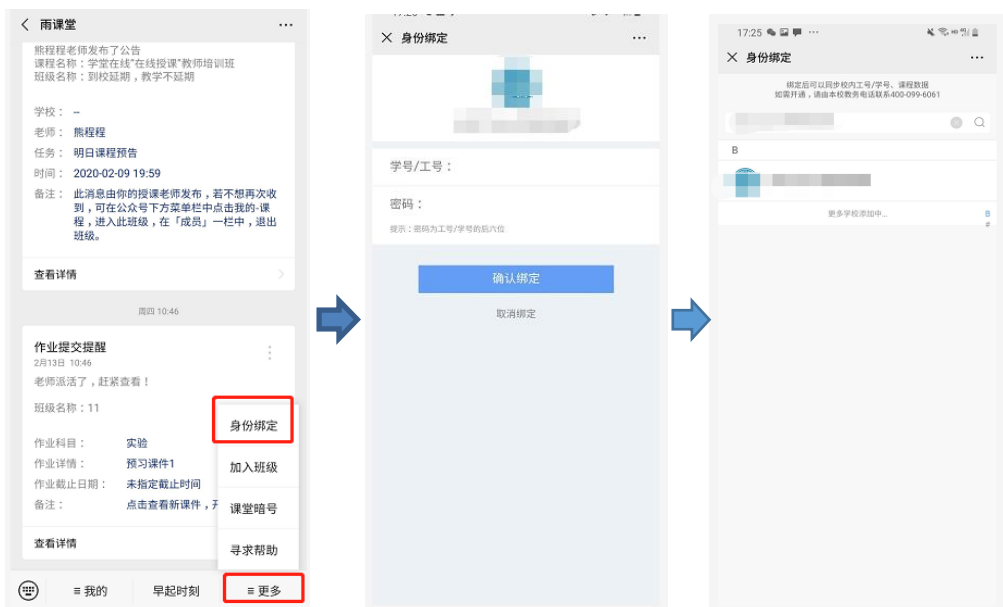 雨课堂
熊程程老师发布了公告
课程名称：学堂在线"在线授课"教师培训班
班级名称：到校延期，教学不延期
学校： --
老师： 熊程程
任务： 明日课程预告
时间： 2020-02-09 19:59
备注： 此消息由你的授课老师发布，若不想再次收
到，可在公众号下方菜单栏中点击我的-课
程，进入此班级，在「成员」一栏中，退出
班级。
查看详情
周四 10:46
作业提交提醒
2月13日 10:46
老师派活了，赶紧查看！
班级名称：11
作业科目： 实验
作业详情： 预习课件1
作业截止日期： 未指定截止时间
备注： 点击查看新课件，
查看详情
身份绑定
加入班级
课堂暗号
寻求帮助
我的
早起时刻
更多
身份绑定
学号/工号：
密码：
提示：密码为工号/学号的后六位
确认绑定
取消绑定
17:25
身份绑定
绑定后可以同步校内工号/学号、课程数据
如需开通，请由本校教务电话联系400-099-6061
B
更多学校添加中...
B
#